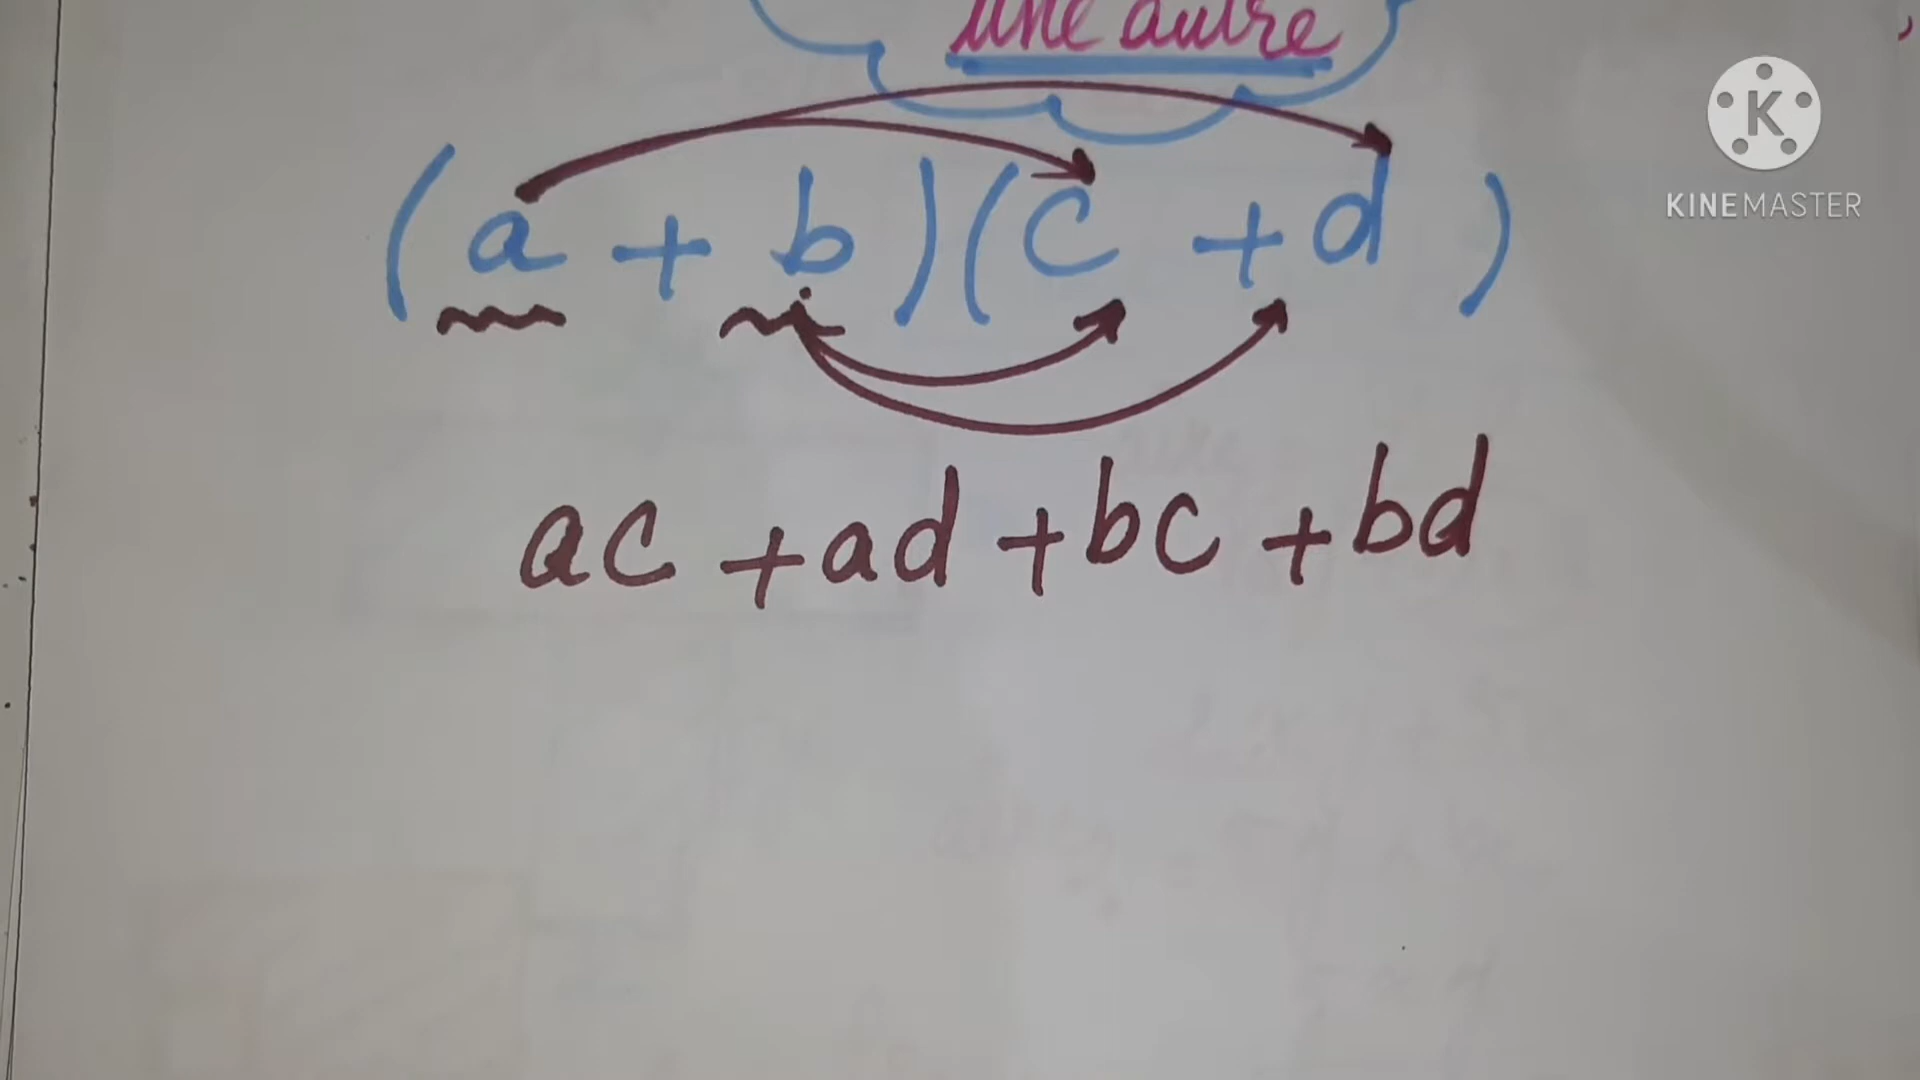 une autre
K
KINEMASTER
(a + b)(c + d)
ac + ad + bc + bd